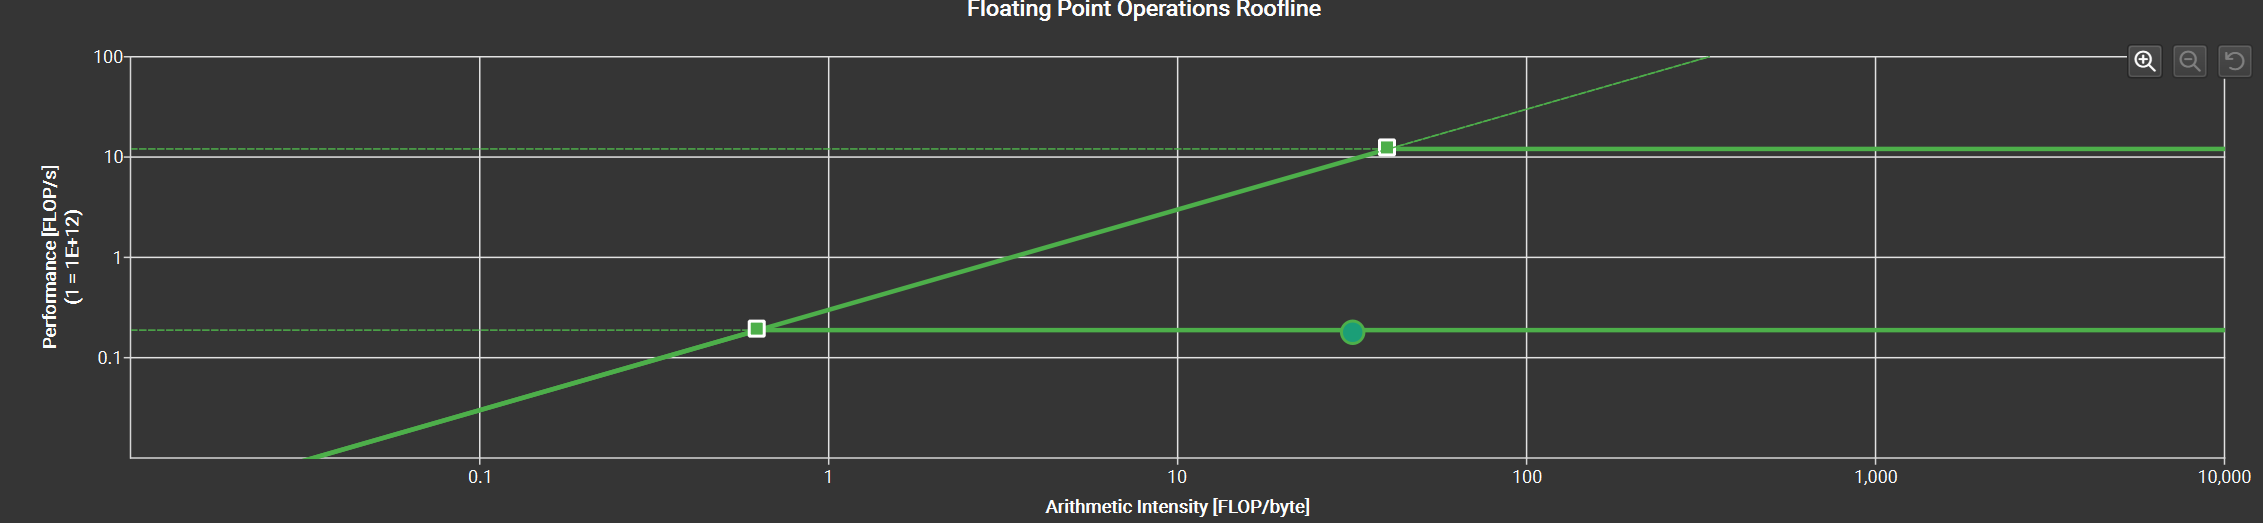 Floating Point Operations Roofline
100
10
1
0.1
Performance [FLOP/s]
(1 = 1E+12)
0.1
1
10
100
1,000
10,000
Arithmetic Intensity [FLOP/byte]